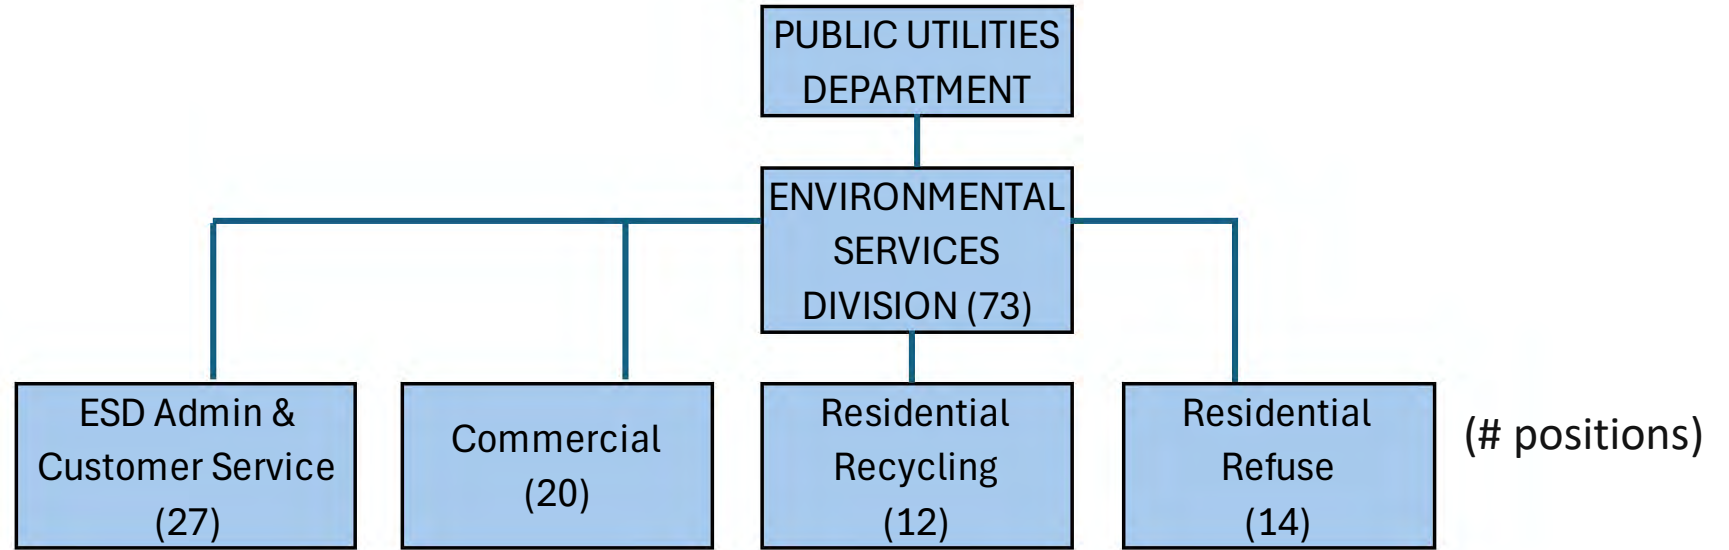 PUBLIC UTILITIES
DEPARTMENT
ENVIRONMENTAL
SERVICES
DIVISION (73)
ESD Admin &
Customer Service
(27)
Commercial
(20)
Residential
Recycling
(12)
Residential
Refuse
(14)
(# positions)